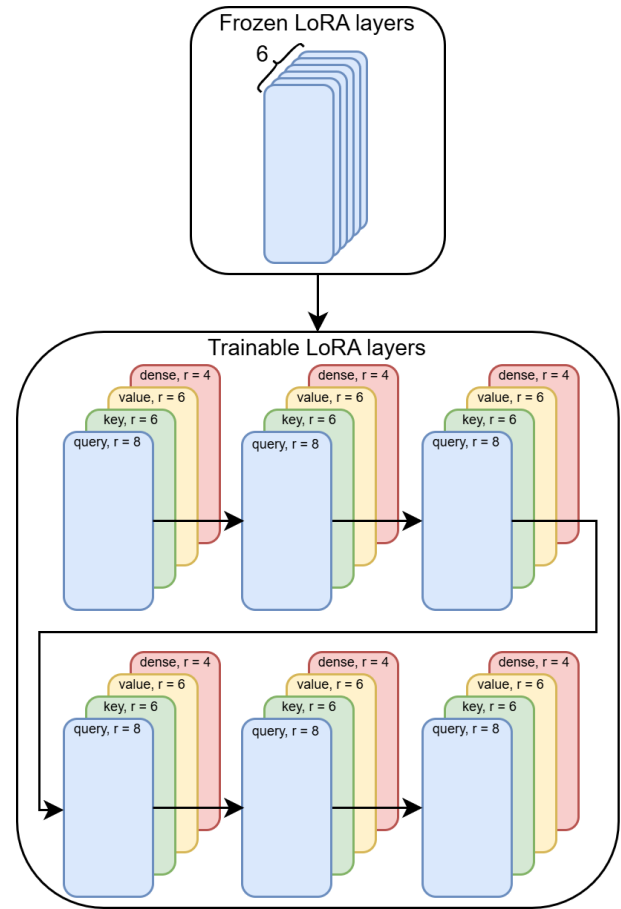 Frozen LoRA layers
6
Trainable LoRA layers
dense, r = 4
value, r = 6
key, r = 6
query, r = 8
dense, r = 4
value, r = 6
key, r = 6
query, r = 8
dense, r = 4
value, r = 6
key, r = 6
query, r = 8
dense, r = 4
value, r = 6
key, r = 6
query, r = 8
dense, r = 4
value, r = 6
key, r = 6
query, r = 8
dense, r = 4
value, r = 6
key, r = 6
query, r = 8